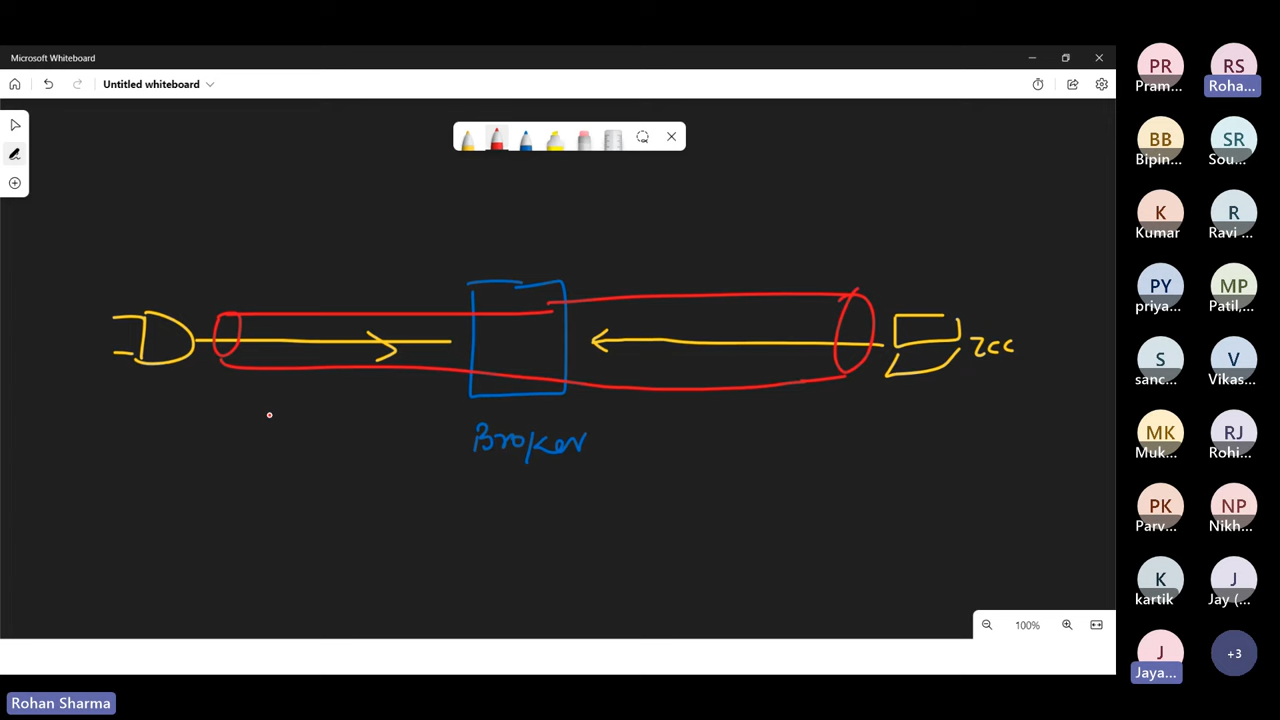 Microsoft Whiteboard
Untitled whiteboard
zcc
Broker
100%
PR
Pram...
RS
Roha...
BB
Bipin...
SR
Sou...
K
Kumar
R
Ravi ...
PY
priya...
MP
Patil,...
S
sanc...
V
Vikas...
MK
Muk...
RJ
Rohi...
PK
Parv...
NP
Nikh...
K
kartik
J
Jay (...
J
Jaya...
+3
Rohan Sharma